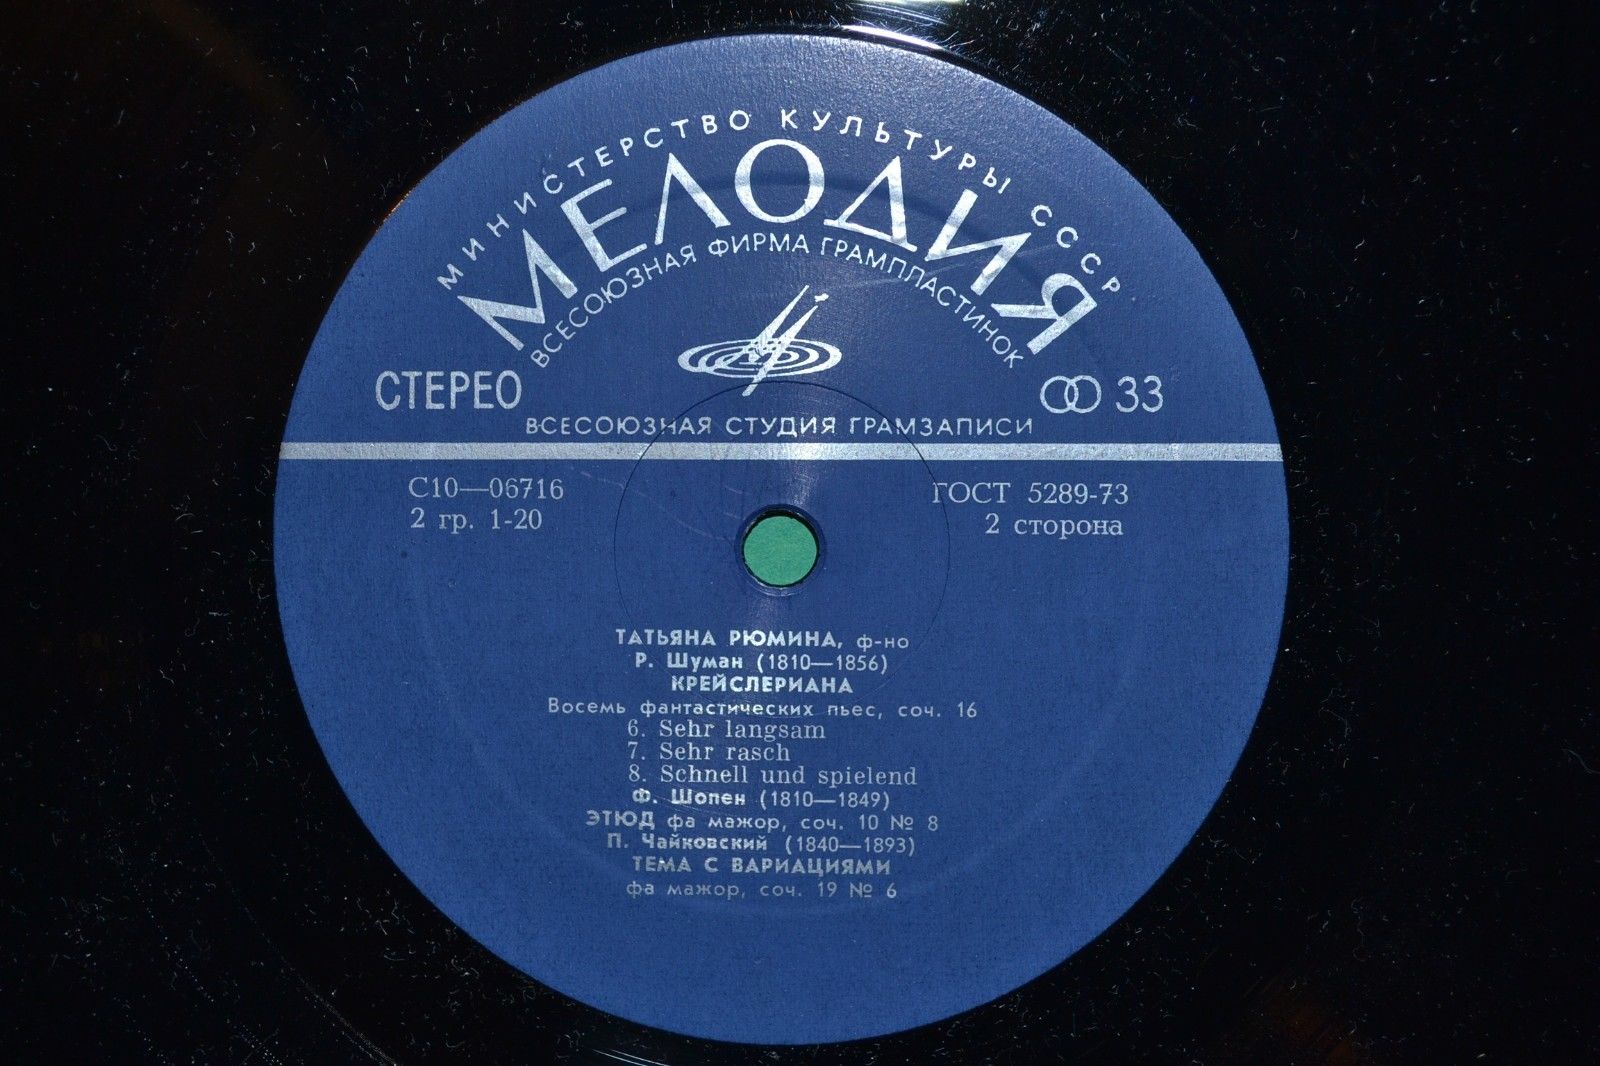 МИНИСТЕРСТВО КУЛЬТУРЫ СССР
МЕЛОДИЯ
ВСЕСОЮЗНАЯ ФИРМА ГРАМПЛАСТИНОК
СТЕРЕО
33
ВСЕСОЮЗНАЯ СТУДИЯ ГРАМЗАПИСИ
С10—06716
ГОСТ 5289-73
2 гр. 1-20
2 сторона
ТАТЬЯНА РЮМИНА, ф-но
Р. Шуман (1810—1856)
КРЕЙСЛЕРИАНА
Восемь фантастических пьес, соч. 16
6. Sehr langsam
7. Sehr rasch
8. Schnell und spielend
Ф. Шопен (1810—1849)
ЭТЮД фа мажор, соч. 10 № 8
П. Чайковский (1840—1893)
ТЕМА С ВАРИАЦИЯМИ
фа мажор, соч. 19 № 6